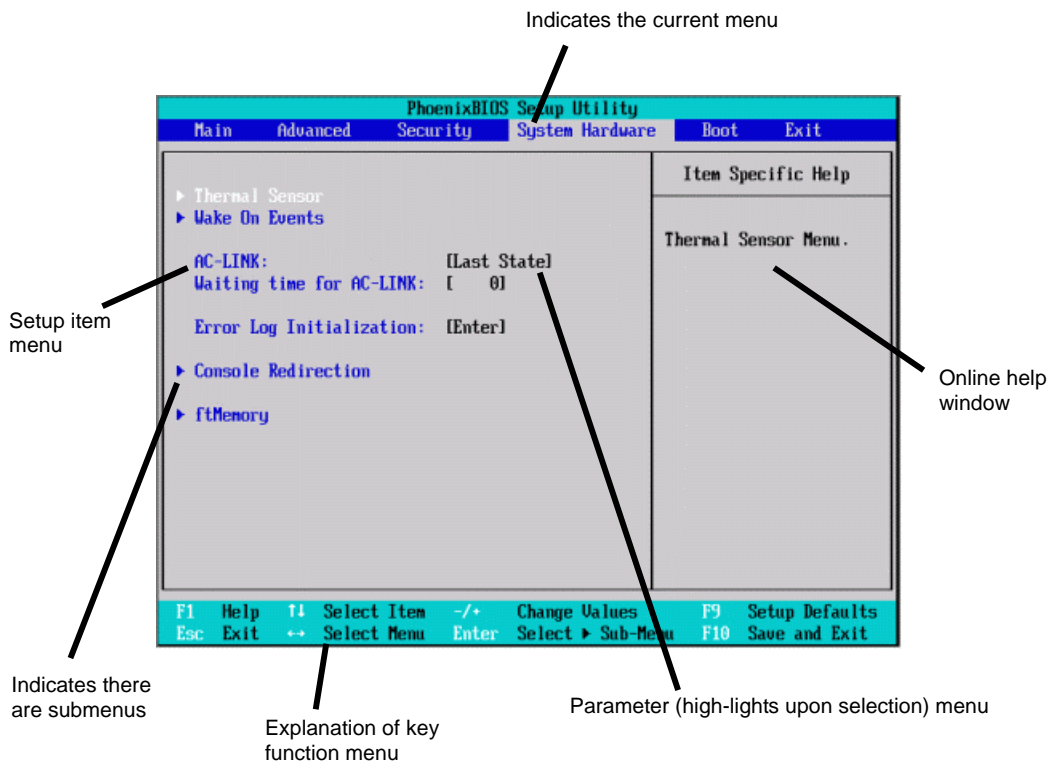 Indicates the current menu
PhoenixBIOS Setup Utility
Main Advanced Security System Hardware Boot Exit
Item Specific Help
▶ Thermal Sensor
▶ Wake On Events
Thermal Sensor Menu.
AC-LINK: [Last State]
Waiting time for AC-LINK: [ 0]
Setup item
menu
Error Log Initialization: [Enter]
▶ Console Redirection
Online help
window
▶ ftMemory
F1 Help ↑↓ Select Item -/+ Change Values F9 Setup Defaults
Esc Exit ↔ Select Menu Enter Select ▶ Sub-Menu F10 Save and Exit
Indicates there
are submenus
Parameter (high-lights upon selection) menu
Explanation of key
function menu